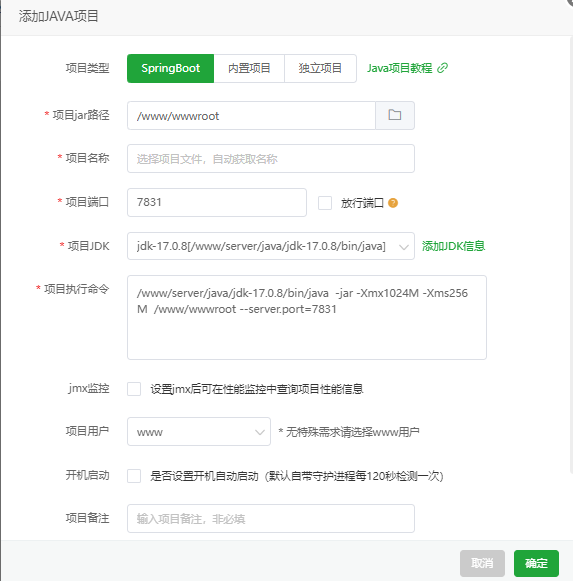 添加JAVA项目
项目类型 SpringBoot 内置项目 独立项目 Java项目教程
* 项目jar路径 /www/wwwroot
* 项目名称 选择项目文件，自动获取名称
* 项目端口 7831 放行端口 ?
* 项目JDK jdk-17.0.8[/www/server/java/jdk-17.0.8/bin/java] 添加JDK信息
* 项目执行命令 /www/server/java/jdk-17.0.8/bin/java -jar -Xmx1024M -Xms256
M /www/wwwroot --server.port=7831
jmx监控 设置jmx后可在性能监控中查询项目性能信息
项目用户 www * 无特殊需求请选择www用户
开机启动 是否设置开机自动启动（默认自带守护进程每120秒检测一次）
项目备注 输入项目备注，非必填
取消 确定